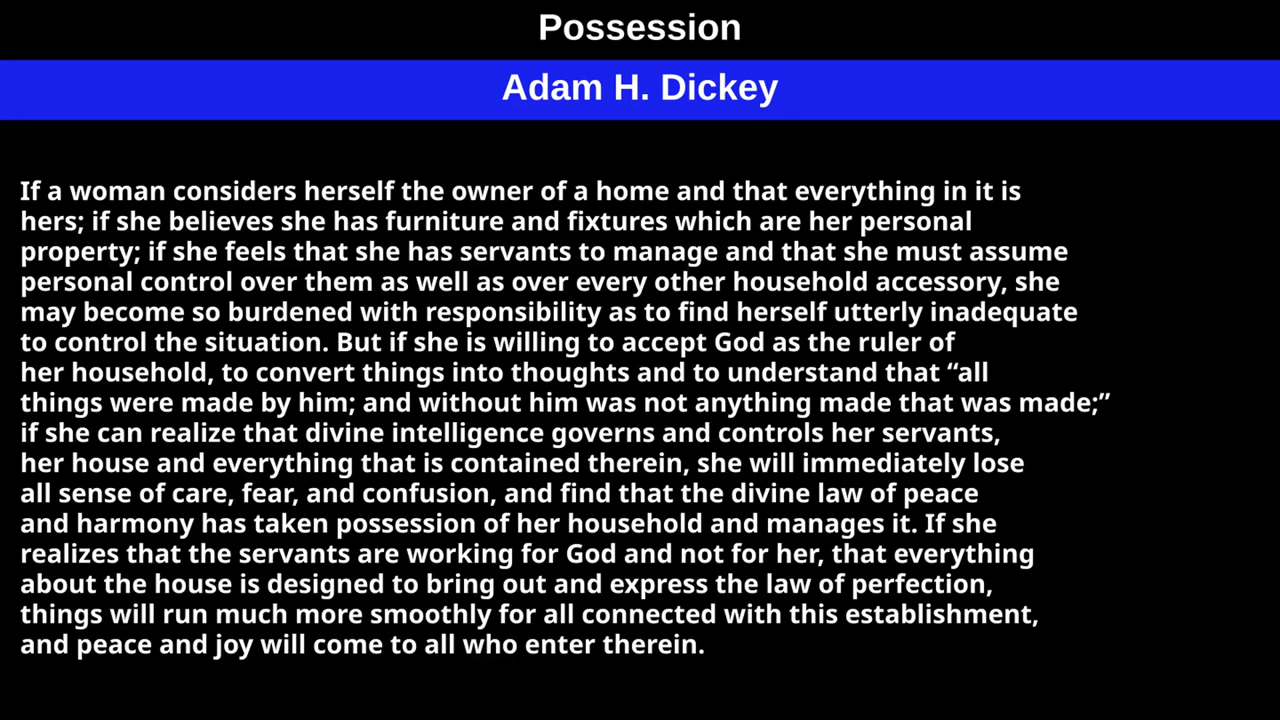 Possession
Adam H. Dickey
If a woman considers herself the owner of a home and that everything in it is
hers; if she believes she has furniture and fixtures which are her personal
property; if she feels that she has servants to manage and that she must assume
personal control over them as well as over every other household accessory, she
may become so burdened with responsibility as to find herself utterly inadequate
to control the situation. But if she is willing to accept God as the ruler of
her household, to convert things into thoughts and to understand that “all
things were made by him; and without him was not anything made that was made;”
if she can realize that divine intelligence governs and controls her servants,
her house and everything that is contained therein, she will immediately lose
all sense of care, fear, and confusion, and find that the divine law of peace
and harmony has taken possession of her household and manages it. If she
realizes that the servants are working for God and not for her, that everything
about the house is designed to bring out and express the law of perfection,
things will run much more smoothly for all connected with this establishment,
and peace and joy will come to all who enter therein.